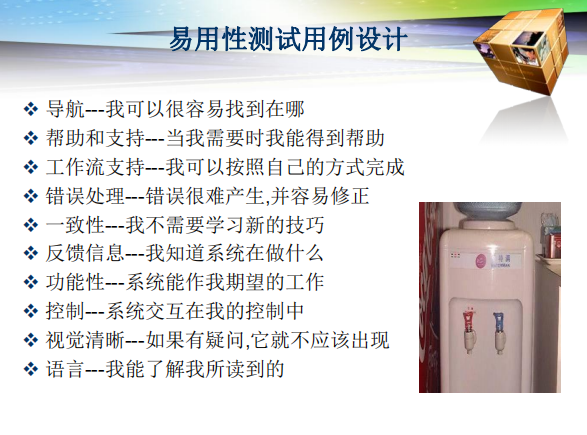 易用性测试用例设计
导航---我可以很容易找到在哪
帮助和支持---当我需要时我能得到帮助
工作流支持---我可以按照自己的方式完成
错误处理---错误很难产生,并容易修正
一致性---我不需要学习新的技巧
反馈信息---我知道系统在做什么
功能性---系统能作我期望的工作
控制---系统交互在我的控制中
视觉清晰---如果有疑问,它就不应该出现
语言---我能了解我所读到的